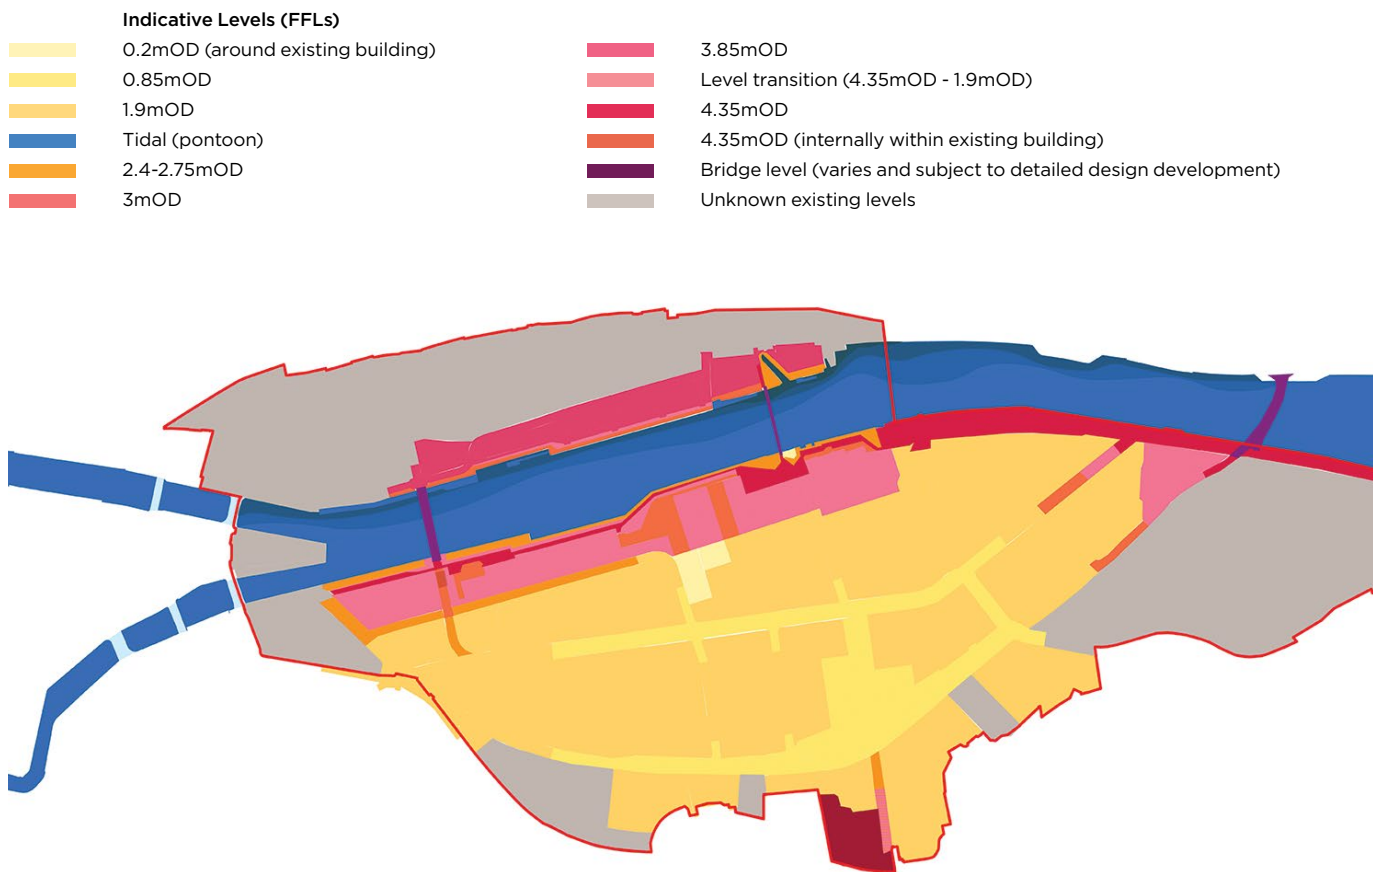 Indicative Levels (FFLs)
0.2mOD (around existing building)
0.85mOD
1.9mOD
Tidal (pontoon)
2.4-2.75mOD
3mOD
3.85mOD
Level transition (4.35mOD - 1.9mOD)
4.35mOD
4.35mOD (internally within existing building)
Bridge level (varies and subject to detailed design development)
Unknown existing levels